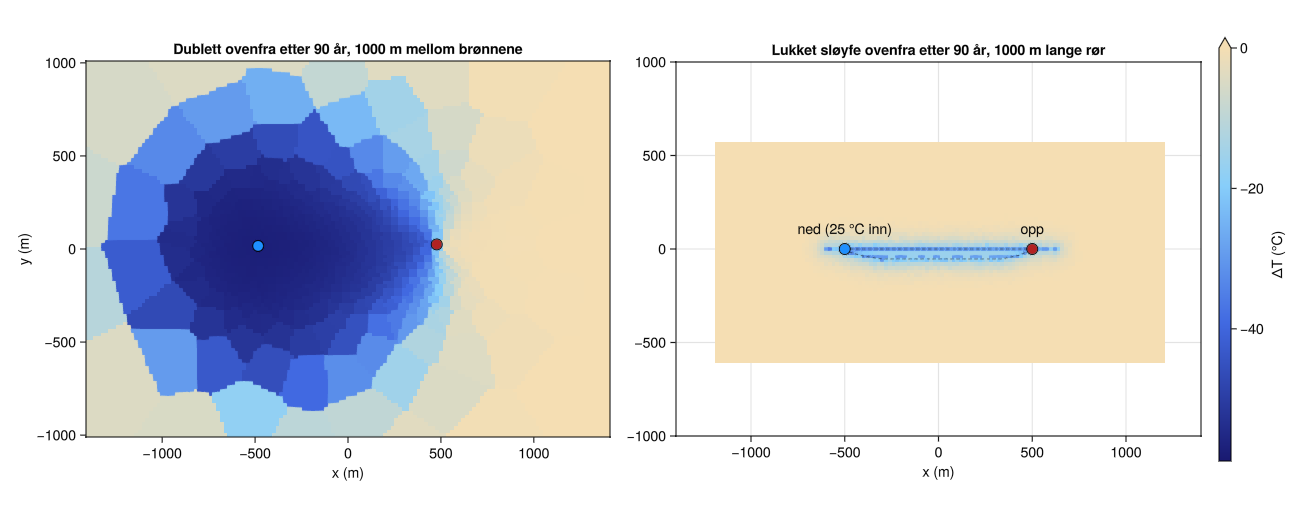 Dublett ovenfra etter 90 år, 1000 m mellom brønnene
1000
500
0
−500
−1000
y (m)
−1000
−500
0
500
1000
x (m)
Lukket sløyfe ovenfra etter 90 år, 1000 m lange rør
1000
500
0
−500
−1000
ned (25 °C inn)
opp
−1000
−500
0
500
1000
x (m)
0
−20
−40
ΔT (°C)